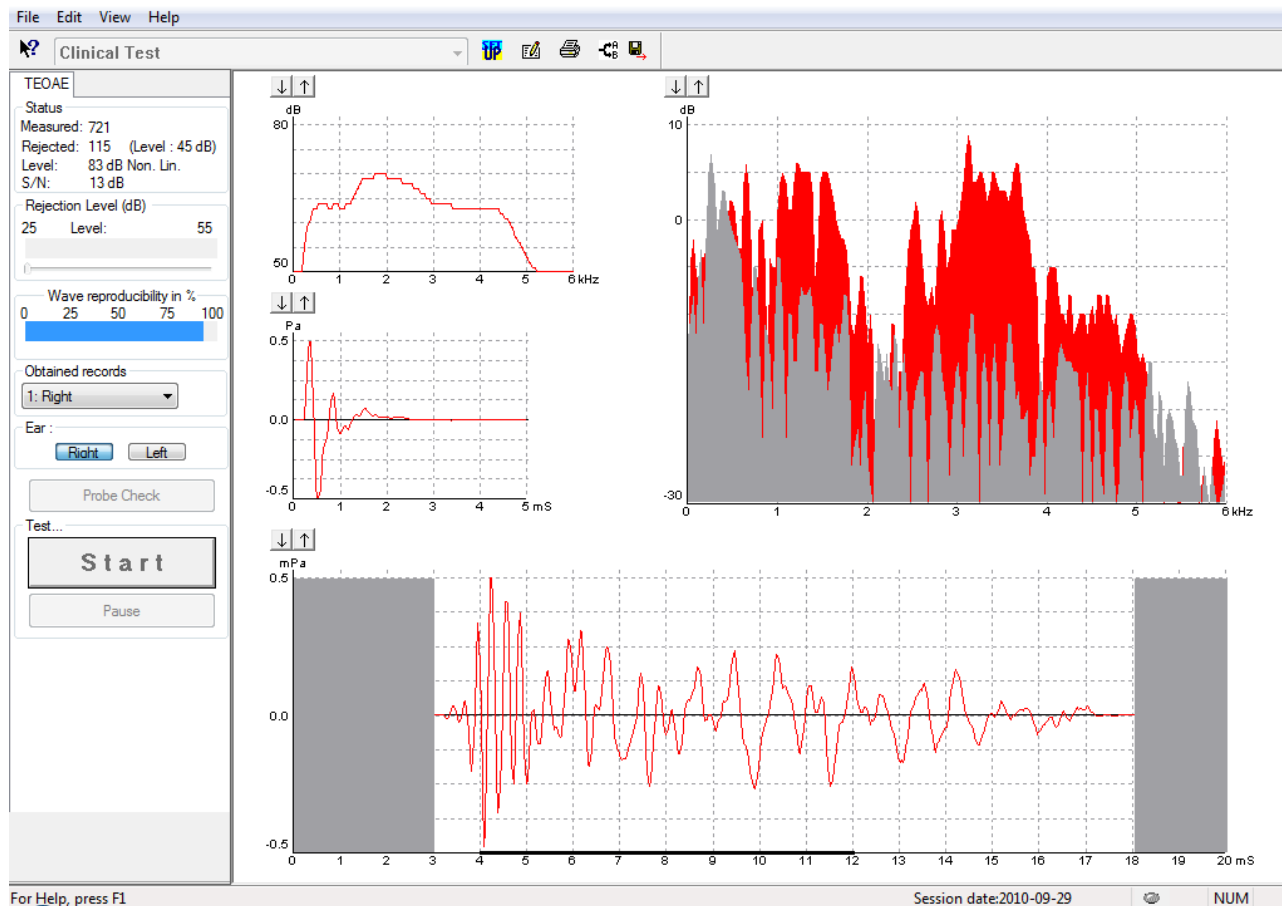 File Edit View Help
Clinical Test
SET UP
A
B
TEOAE
Status
Measured: 721
Rejected: 115 (Level : 45 dB)
Level: 83 dB Non. Lin.
S/N: 13 dB
Rejection Level (dB)
25 Level: 55
Wave reproducibility in %
0 25 50 75 100
Obtained records
1: Right
Ear :
Right Left
Probe Check
Test...
Start
Pause
dB
80
50
0 1 2 3 4 5 6 kHz
Pa
0.5
0.0
-0.5
0 1 2 3 4 5 mS
dB
10
0
-30
0 1 2 3 4 5 6 kHz
mPa
0.5
0.0
-0.5
0 1 2 3 4 5 6 7 8 9 10 11 12 13 14 15 16 17 18 19 20 mS
For Help, press F1 Session date:2010-09-29 NUM